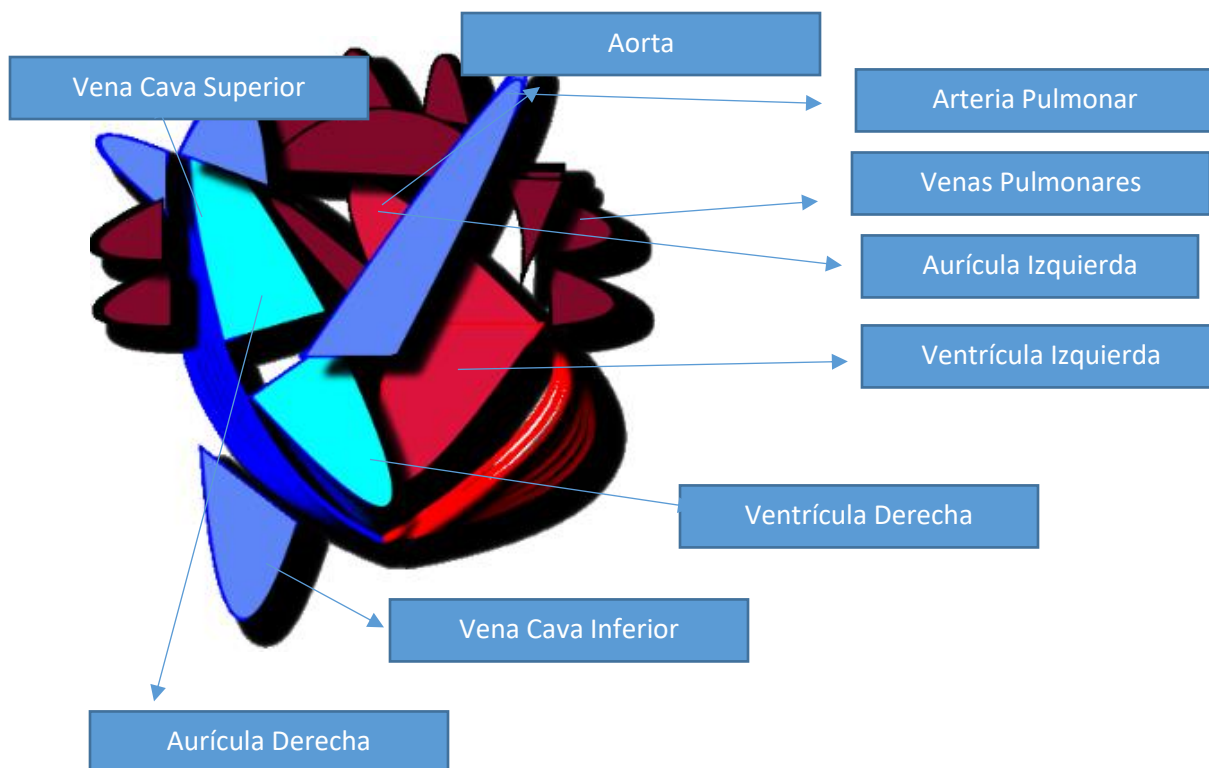 Aorta
Vena Cava Superior
Arteria Pulmonar
Venas Pulmonares
Aurícula Izquierda
Ventrícula Izquierda
Ventrícula Derecha
Vena Cava Inferior
Aurícula Derecha